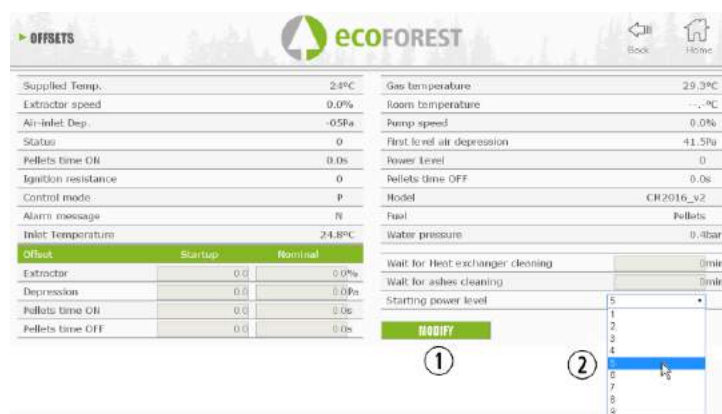 OFFSETS
ecoFOREST
Back
Home
Supplied Temp. 24ºC
Extractor speed 0.0%
Air-inlet Dep. -05Pa
Status 0
Pellets time ON 0.0s
Ignition resistance 0
Control mode P
Alarm message N
Inlet Temperature 24.8ºC
Offset Startup Nominal
Extractor 0.0 0.0%
Depression 0.0 0.0Pa
Pellets time ON 0.0 0.0s
Pellets time OFF 0.0 0.0s
Gas temperature 29.3ºC
Room temperature --.-ºC
Pump speed 0.0%
First level air depression 41.5Pa
Power Level 0
Pellets time OFF 0.0s
Model CH2016_v2
Fuel Pellets
Water pressure 0.4bar
Wait for Heat exchanger cleaning 0min
Wait for ashes cleaning 0min
Starting power level 5
1
2
3
4
5
6
7
8
9
MODIFY
1
2